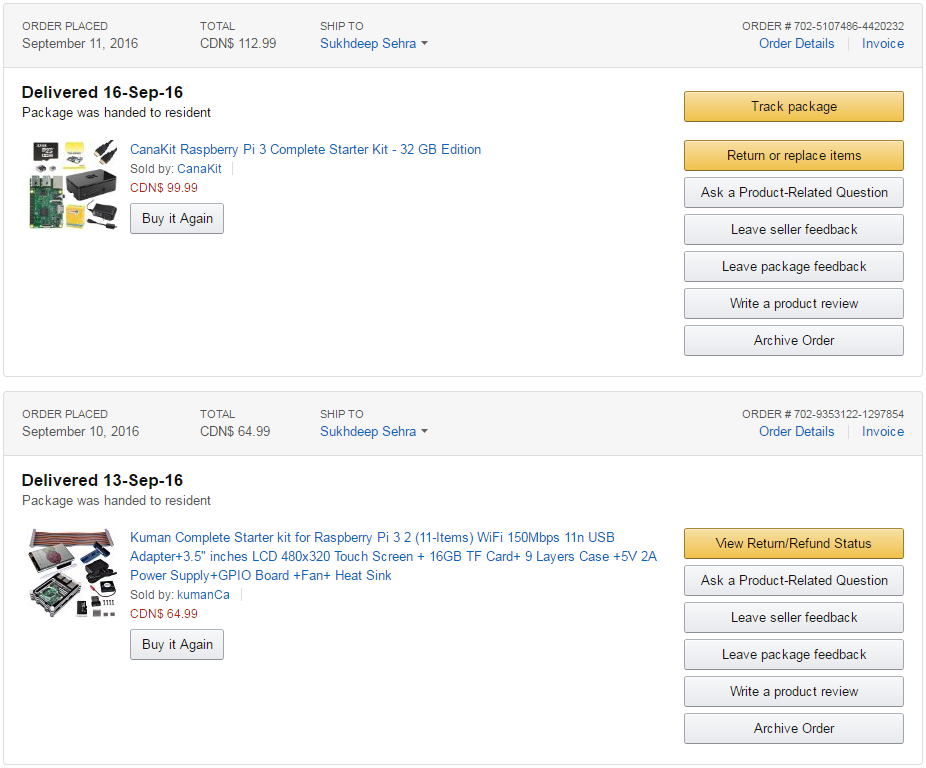 ORDER PLACED TOTAL SHIP TO ORDER # 702-5107486-4420232
September 11, 2016 CDN$ 112.99 Sukhdeep Sehra Order Details Invoice
Delivered 16-Sep-16
Package was handed to resident
Track package
CanaKit Raspberry Pi 3 Complete Starter Kit - 32 GB Edition
Sold by: CanaKit
CDN$ 99.99
Buy it Again
Return or replace items
Ask a Product-Related Question
Leave seller feedback
Leave package feedback
Write a product review
Archive Order
ORDER PLACED TOTAL SHIP TO ORDER # 702-9353122-1297854
September 10, 2016 CDN$ 64.99 Sukhdeep Sehra Order Details Invoice
Delivered 13-Sep-16
Package was handed to resident
Kuman Complete Starter kit for Raspberry Pi 3 2 (11-Items) WiFi 150Mbps 11n USB
Adapter+3.5" inches LCD 480x320 Touch Screen + 16GB TF Card+ 9 Layers Case +5V 2A
Power Supply+GPIO Board +Fan+ Heat Sink
Sold by: kumanCa
CDN$ 64.99
Buy it Again
View Return/Refund Status
Ask a Product-Related Question
Leave seller feedback
Leave package feedback
Write a product review
Archive Order